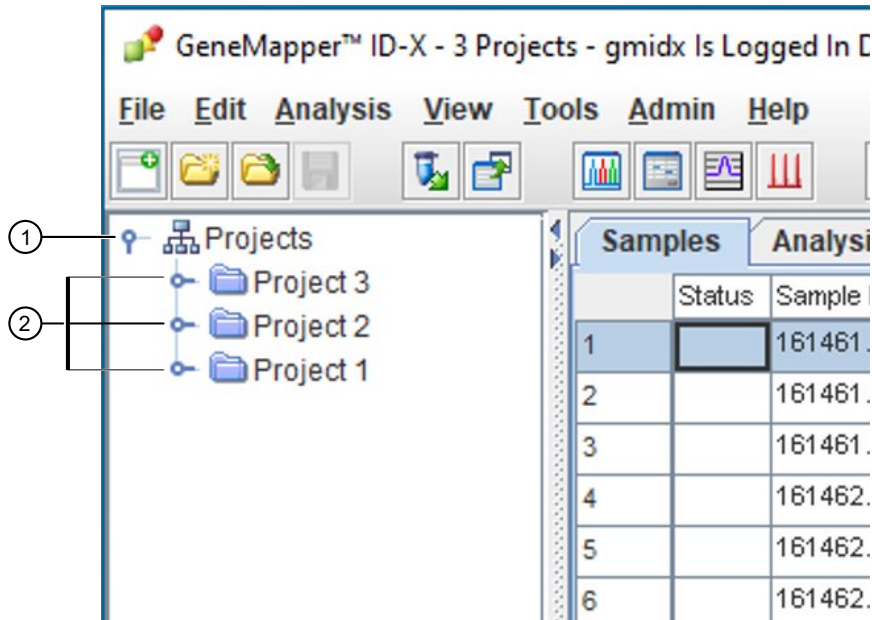 GeneMapper™ ID-X - 3 Projects - gmidx Is Logged In D
File Edit Analysis View Tools Admin Help
1 Projects
Samples Analysi
Project 3
Status Sample
2 Project 2
1 161461.
Project 1
2 161461.
3 161461.
4 161462.
5 161462.
6 161462.